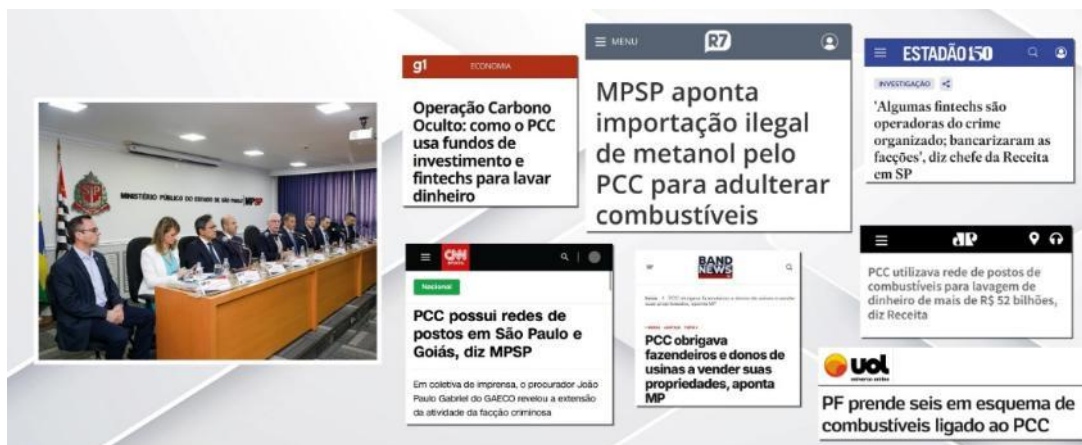 MINISTÉRIO PÚBLICO DO ESTADO DE SÃO PAULO MPSP
g1
ECONOMIA
Operação Carbono
Oculto: como o PCC
usa fundos de
investimento e
fintechs para lavar
dinheiro
MENU
R7
MPSP aponta
importação ilegal
de metanol pelo
PCC para adulterar
combustíveis
ESTADÃO 150
INVESTIGAÇÃO
'Algumas fintechs são
operadoras do crime
organizado; bancarizaram as
facções', diz chefe da Receita
em SP
CNN
Nacional
PCC possui redes de
postos em São Paulo e
Goiás, diz MPSP
Em coletiva de imprensa, o procurador João
Paulo Gabriel do GAECO revelou a extensão
da atividade da facção criminosa
BAND
NEWS
PCC obrigava
fazendeiros e donos de
usinas a vender suas
propriedades, aponta
MP
JP
PCC utilizava rede de postos de
combustíveis para lavagem de
dinheiro de mais de R$ 52 bilhões,
diz Receita
UOL
PF prende seis em esquema de
combustíveis ligado ao PCC